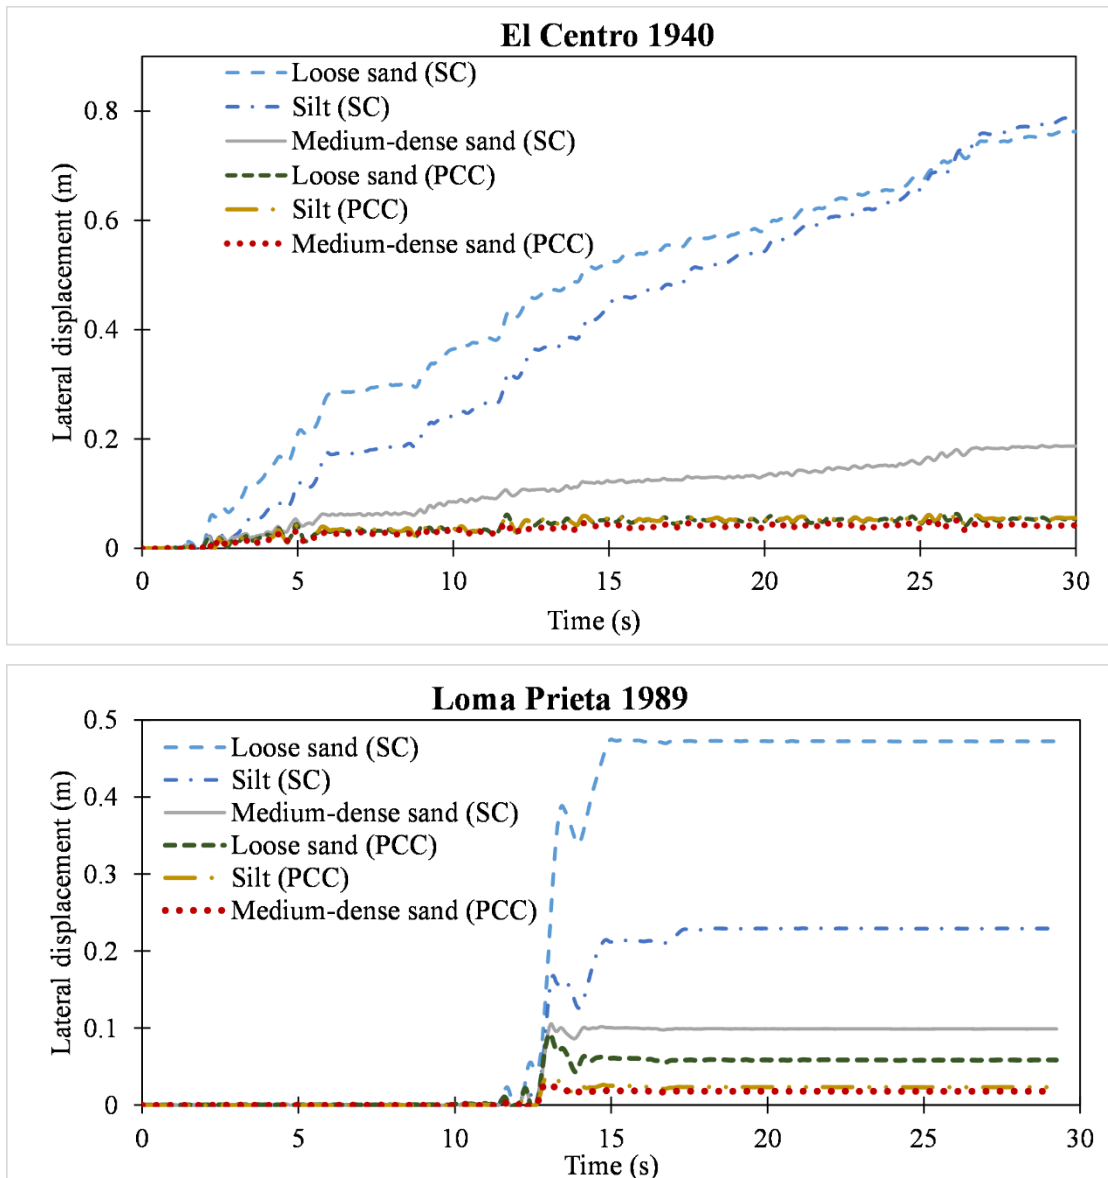 El Centro 1940
Loose sand (SC)
Silt (SC)
Medium-dense sand (SC)
Loose sand (PCC)
Silt (PCC)
Medium-dense sand (PCC)
Lateral displacement (m)
0.8
0.6
0.4
0.2
0
0 5 10 15 20 25 30
Time (s)
Loma Prieta 1989
Loose sand (SC)
Silt (SC)
Medium-dense sand (SC)
Loose sand (PCC)
Silt (PCC)
Medium-dense sand (PCC)
Lateral displacement (m)
0.5
0.4
0.3
0.2
0.1
0
0 5 10 15 20 25 30
Time (s)